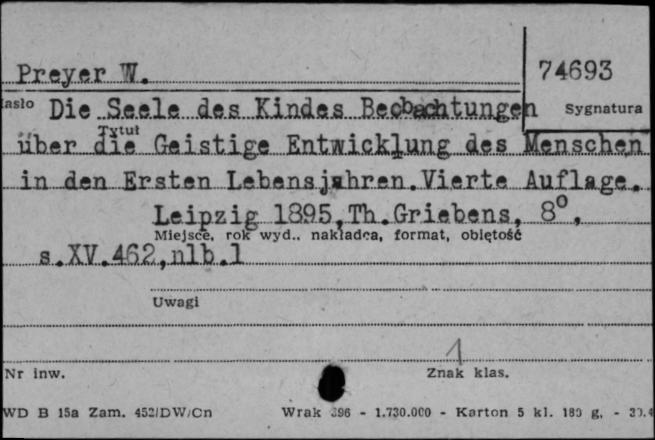 Preyer W.
74693
Hasło Die Seele des Kindes Beobachtungen Sygnatura
Tytuł
über die Geistige Entwicklung des Menschen
in den Ersten Lebensjahren. Vierte Auflage.
Leipzig 1895, Th. Griebens, 8°,
Miejsce, rok wyd., nakładca, format, objętość
s.XV.462, nlb.1
Uwagi
1
Nr inw. Znak klas.
WD B 15a Zam. 452/DW/Cn Wrak 396 - 1.730.000 - Karton 5 kl. 180 g. -